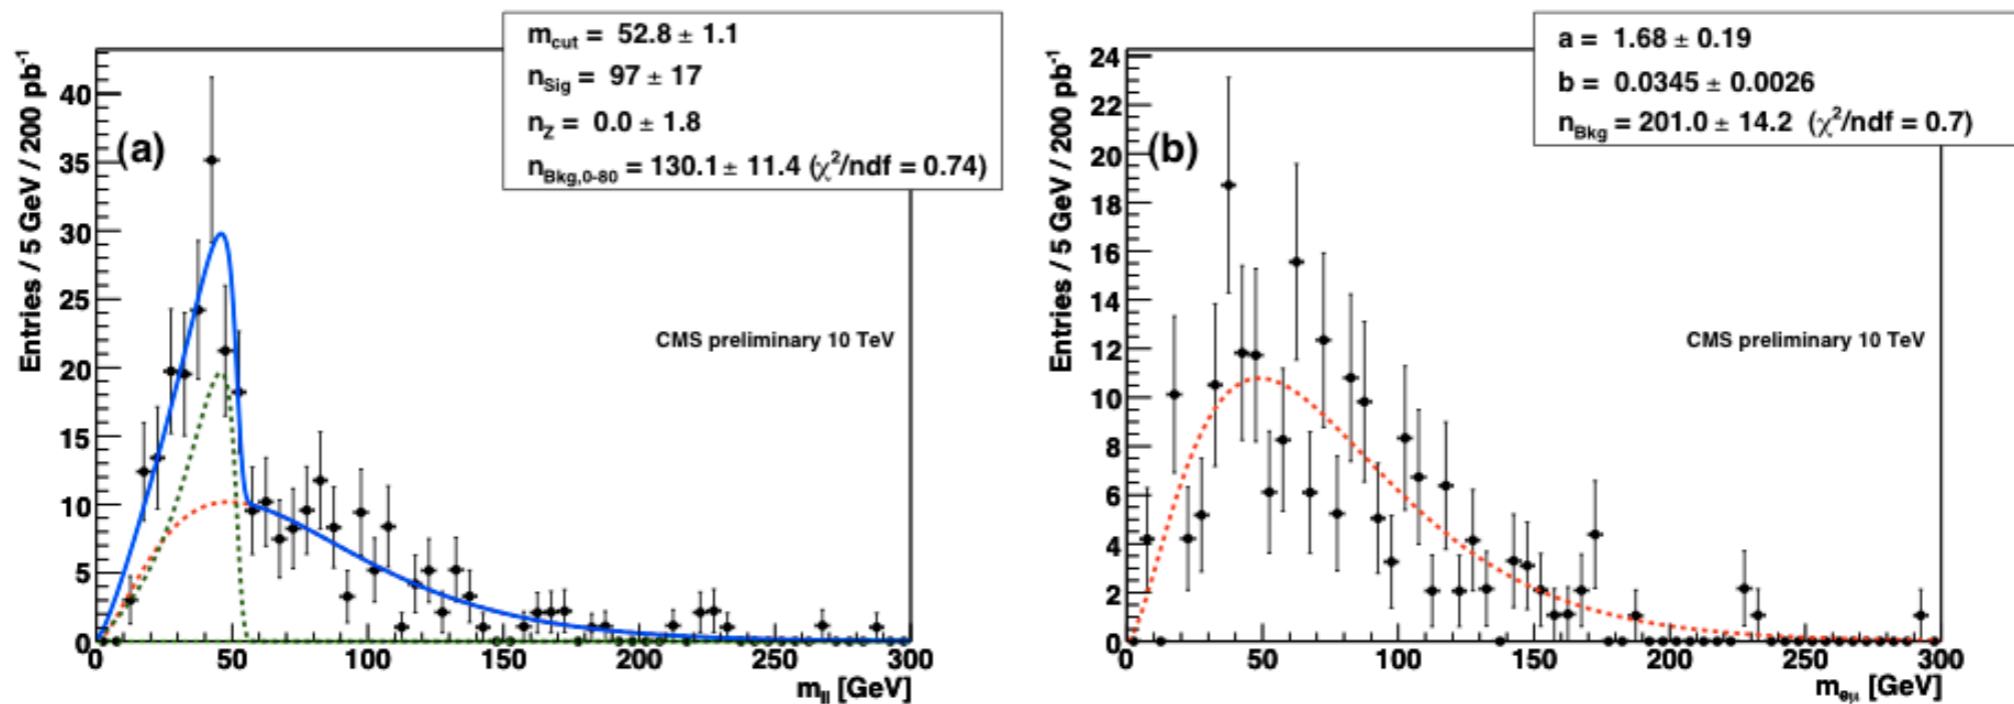 m_cut = 52.8 ± 1.1
n_Sig = 97 ± 17
n_Z = 0.0 ± 1.8
n_Bkg,0-80 = 130.1 ± 11.4 (χ²/ndf = 0.74)
Entries / 5 GeV / 200 pb⁻¹
(a)
CMS preliminary 10 TeV
40
35
30
25
20
15
10
5
0
0 50 100 150 200 250 300
m_ll [GeV]
a = 1.68 ± 0.19
b = 0.0345 ± 0.0026
n_Bkg = 201.0 ± 14.2 (χ²/ndf = 0.7)
Entries / 5 GeV / 200 pb⁻¹
(b)
CMS preliminary 10 TeV
24
22
20
18
16
14
12
10
8
6
4
2
0
0 50 100 150 200 250 300
m_eμ [GeV]